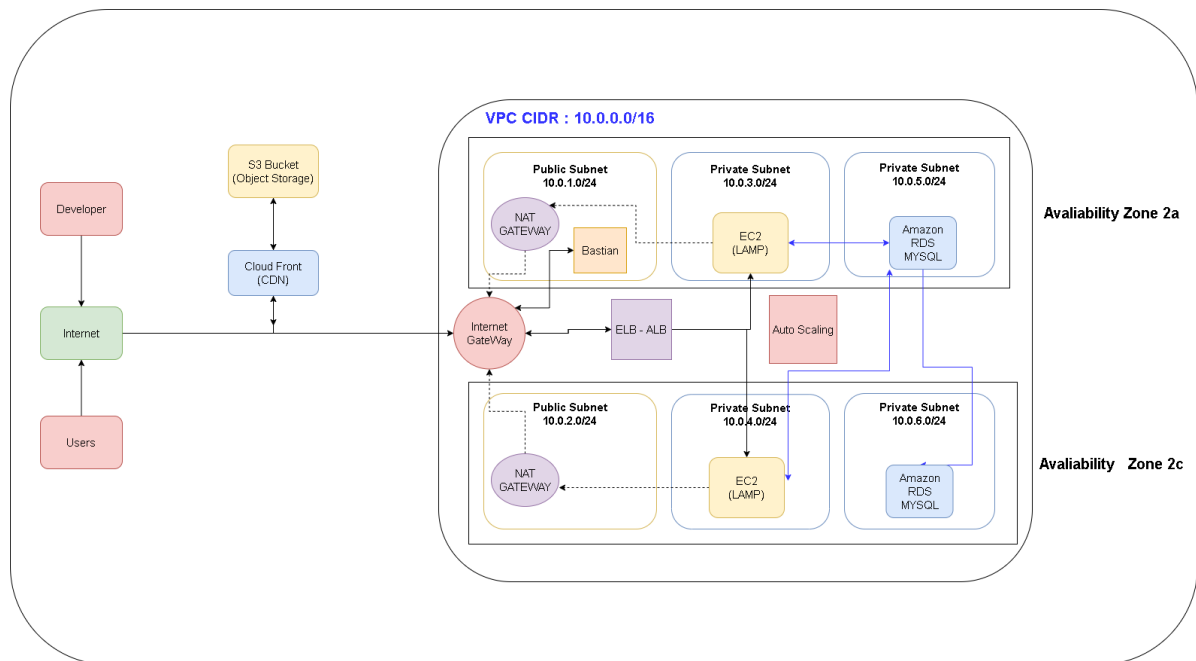 VPC CIDR : 10.0.0.0/16
S3 Bucket
(Object Storage)
Developer
Cloud Front
(CDN)
Internet
Users
Public Subnet
10.0.1.0/24
NAT
GATEWAY
Bastian
Private Subnet
10.0.3.0/24
EC2
(LAMP)
Private Subnet
10.0.5.0/24
Amazon
RDS
MYSQL
Avaliability Zone 2a
Internet
GateWay
ELB - ALB
Auto Scaling
Public Subnet
10.0.2.0/24
NAT
GATEWAY
Private Subnet
10.0.4.0/24
EC2
(LAMP)
Private Subnet
10.0.6.0/24
Amazon
RDS
MYSQL
Avaliability Zone 2c